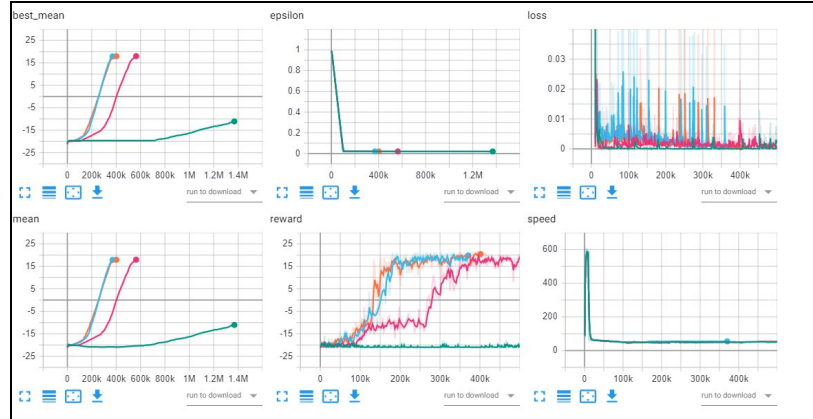 best_mean
25
15
5
-5
-15
-25
0 200k 400k 600k 800k 1M 1.2M 1.4M
run to download
epsilon
1
0.8
0.6
0.4
0.2
0
0 400k 800k 1.2M
run to download
loss
0.03
0.02
0.01
0
0 100k 200k 300k 400k
run to download
mean
25
15
5
-5
-15
-25
0 200k 400k 600k 800k 1M 1.2M 1.4M
run to download
reward
25
15
5
-5
-15
-25
0 100k 200k 300k 400k
run to download
speed
600
400
200
0
0 100k 200k 300k 400k
run to download